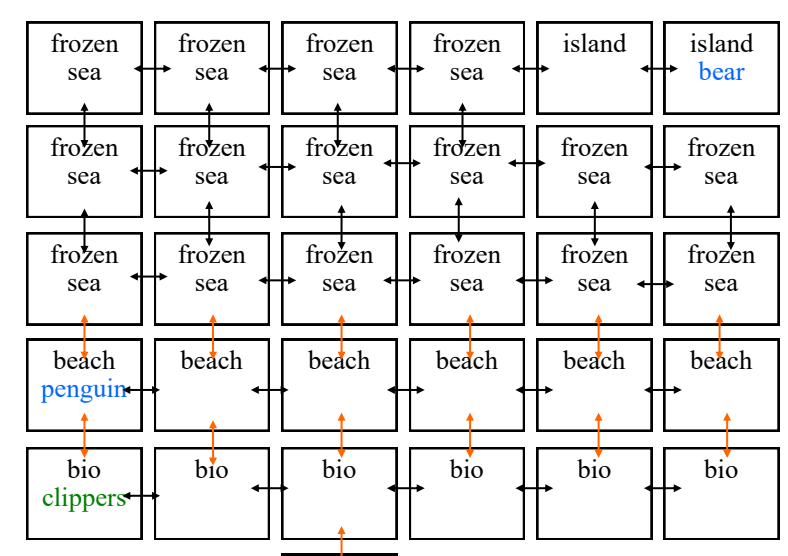 frozen sea frozen sea frozen sea frozen sea island island bear
frozen sea frozen sea frozen sea frozen sea frozen sea frozen sea
frozen sea frozen sea frozen sea frozen sea frozen sea frozen sea
beach penguin beach beach beach beach beach
bio clippers bio bio bio bio bio